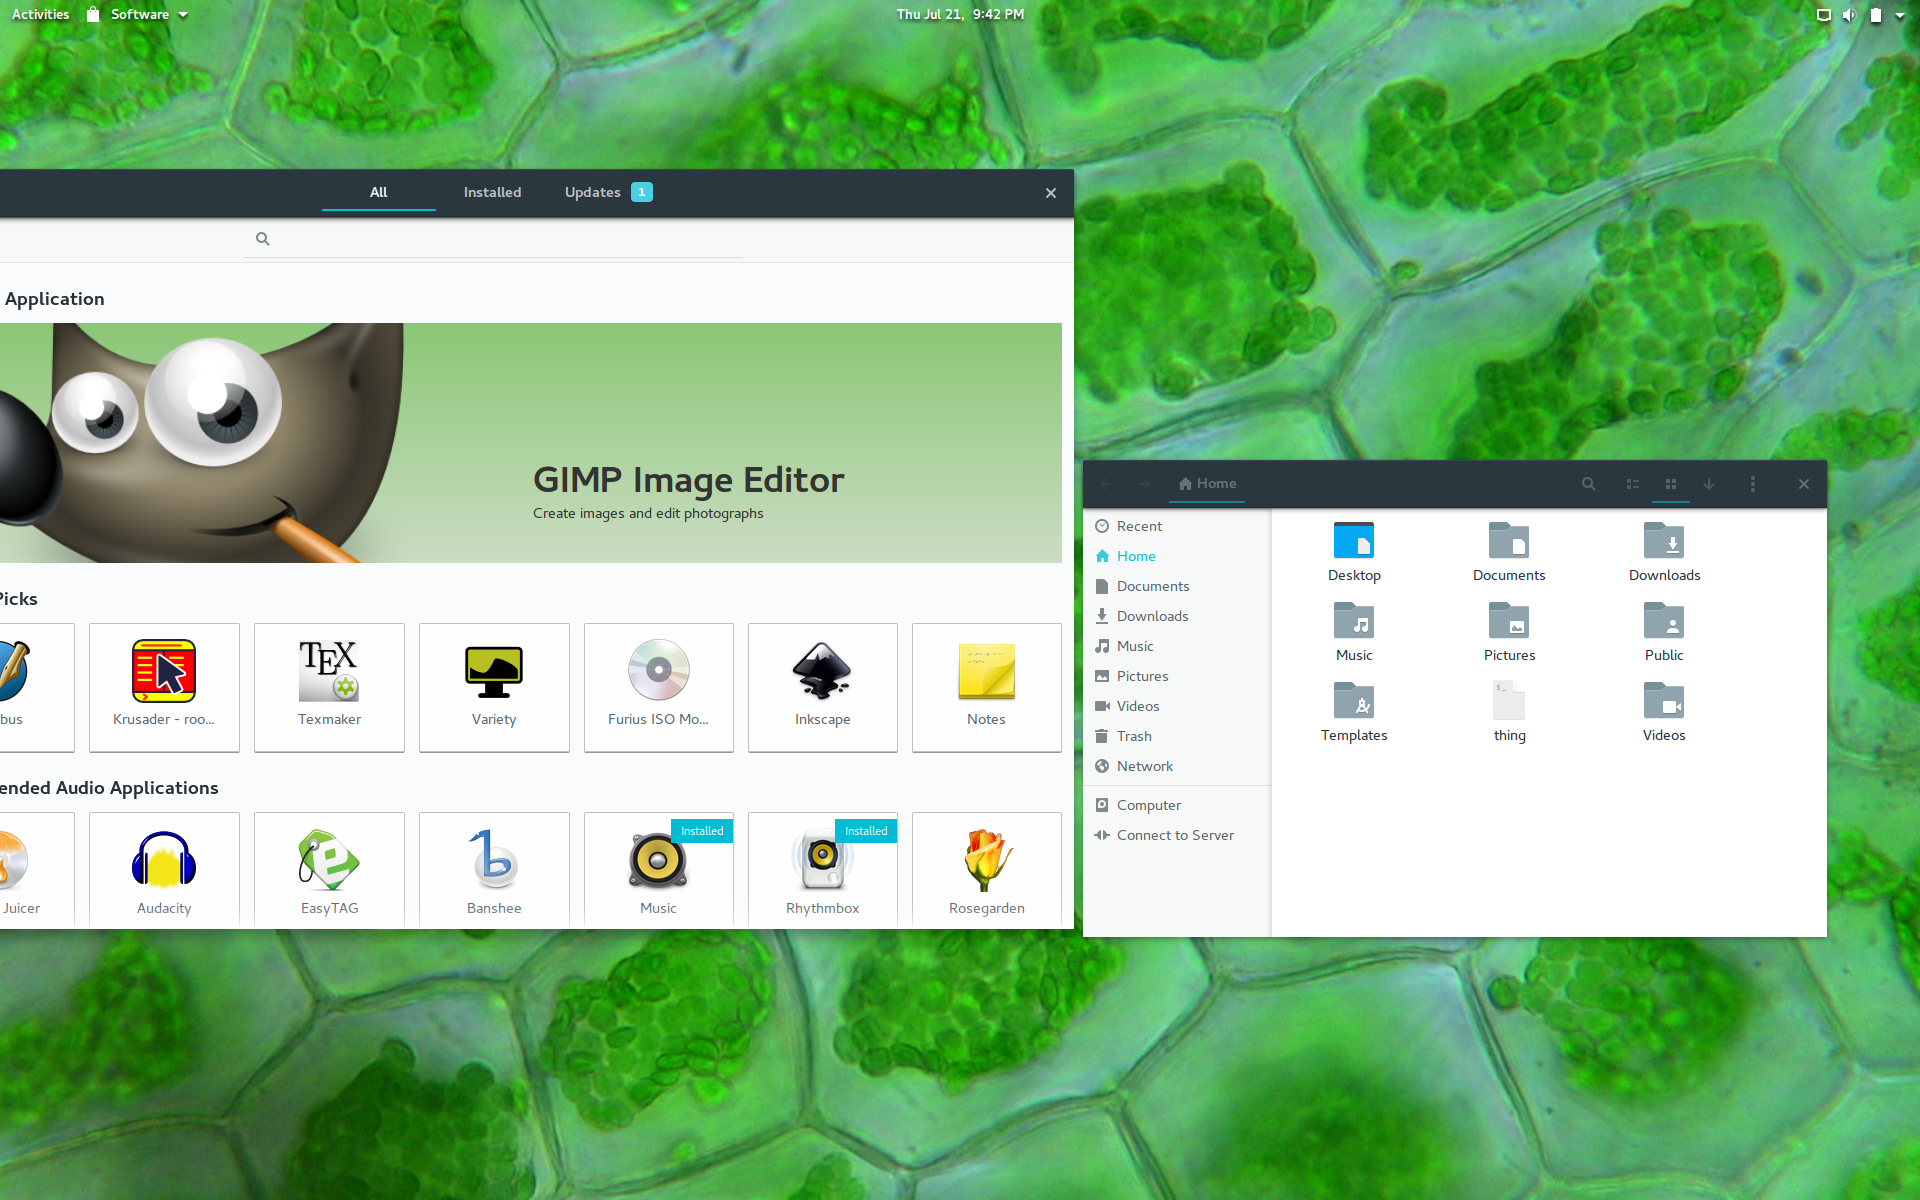 Activities Software Thu Jul 21, 9:42 PM
All Installed Updates 1
Application
GIMP Image Editor
Create images and edit photographs
Picks
bus Krusader - roo... Texmaker Variety Furius ISO Mo... Inkscape Notes
ended Audio Applications
Installed Installed
Juicer Audacity EasyTAG Banshee Music Rhythmbox Rosegarden
Home
Recent
Home
Documents
Downloads
Music
Pictures
Videos
Trash
Network
Computer
Connect to Server
Desktop Documents Downloads
Music Pictures Public
Templates thing Videos